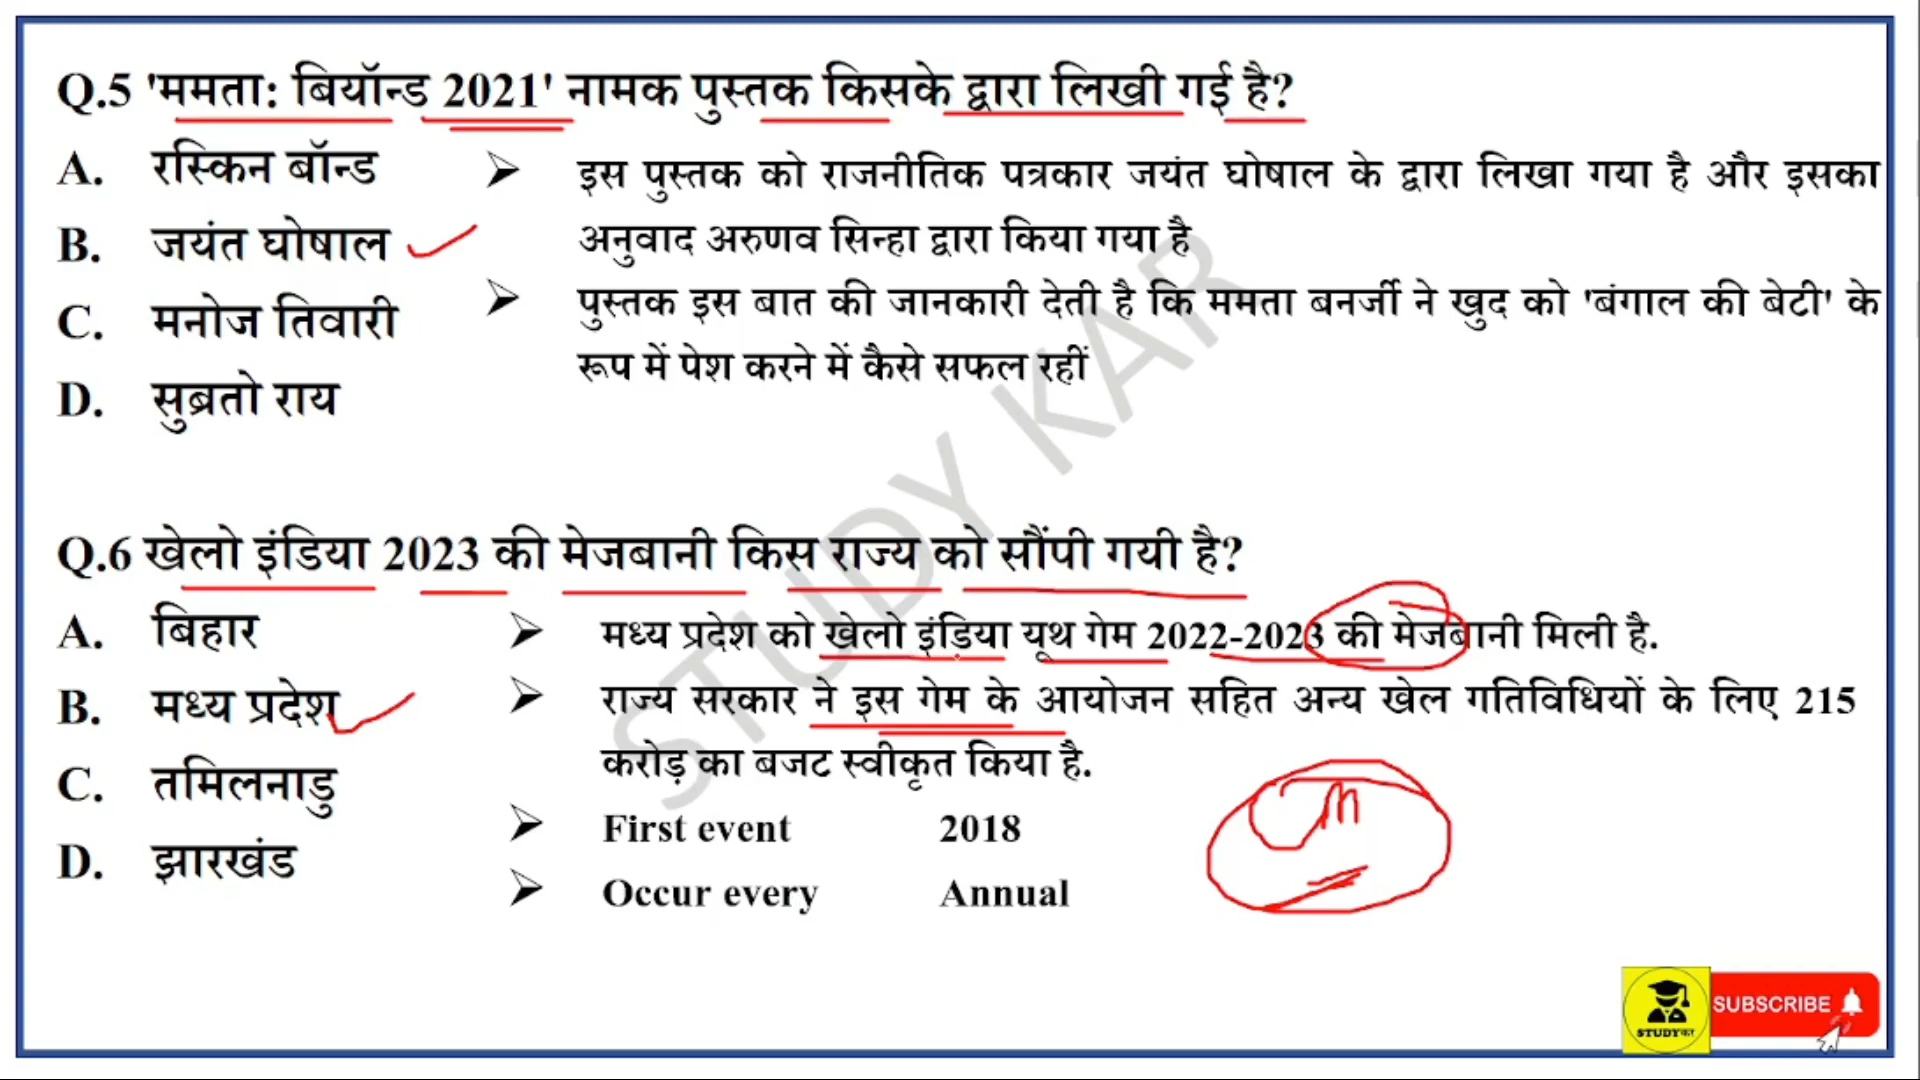 Q.5 'ममता: बियॉन्ड 2021' नामक पुस्तक किसके द्वारा लिखी गई है?
A. रस्किन बॉन्ड
B. जयंत घोषाल
C. मनोज तिवारी
D. सुब्रतो राय
➢ इस पुस्तक को राजनीतिक पत्रकार जयंत घोषाल के द्वारा लिखा गया है और इसका
अनुवाद अरुणव सिन्हा द्वारा किया गया है
➢ पुस्तक इस बात की जानकारी देती है कि ममता बनर्जी ने खुद को 'बंगाल की बेटी' के
रूप में पेश करने में कैसे सफल रहीं
Q.6 खेलो इंडिया 2023 की मेजबानी किस राज्य को सौंपी गयी है?
A. बिहार
B. मध्य प्रदेश
C. तमिलनाडु
D. झारखंड
➢ मध्य प्रदेश को खेलो इंडिया यूथ गेम 2022-2023 की मेजबानी मिली है.
➢ राज्य सरकार ने इस गेम के आयोजन सहित अन्य खेल गतिविधियों के लिए 215
करोड़ का बजट स्वीकृत किया है.
➢ First event 2018
➢ Occur every Annual
STUDY KAR
STUDYकर
SUBSCRIBE